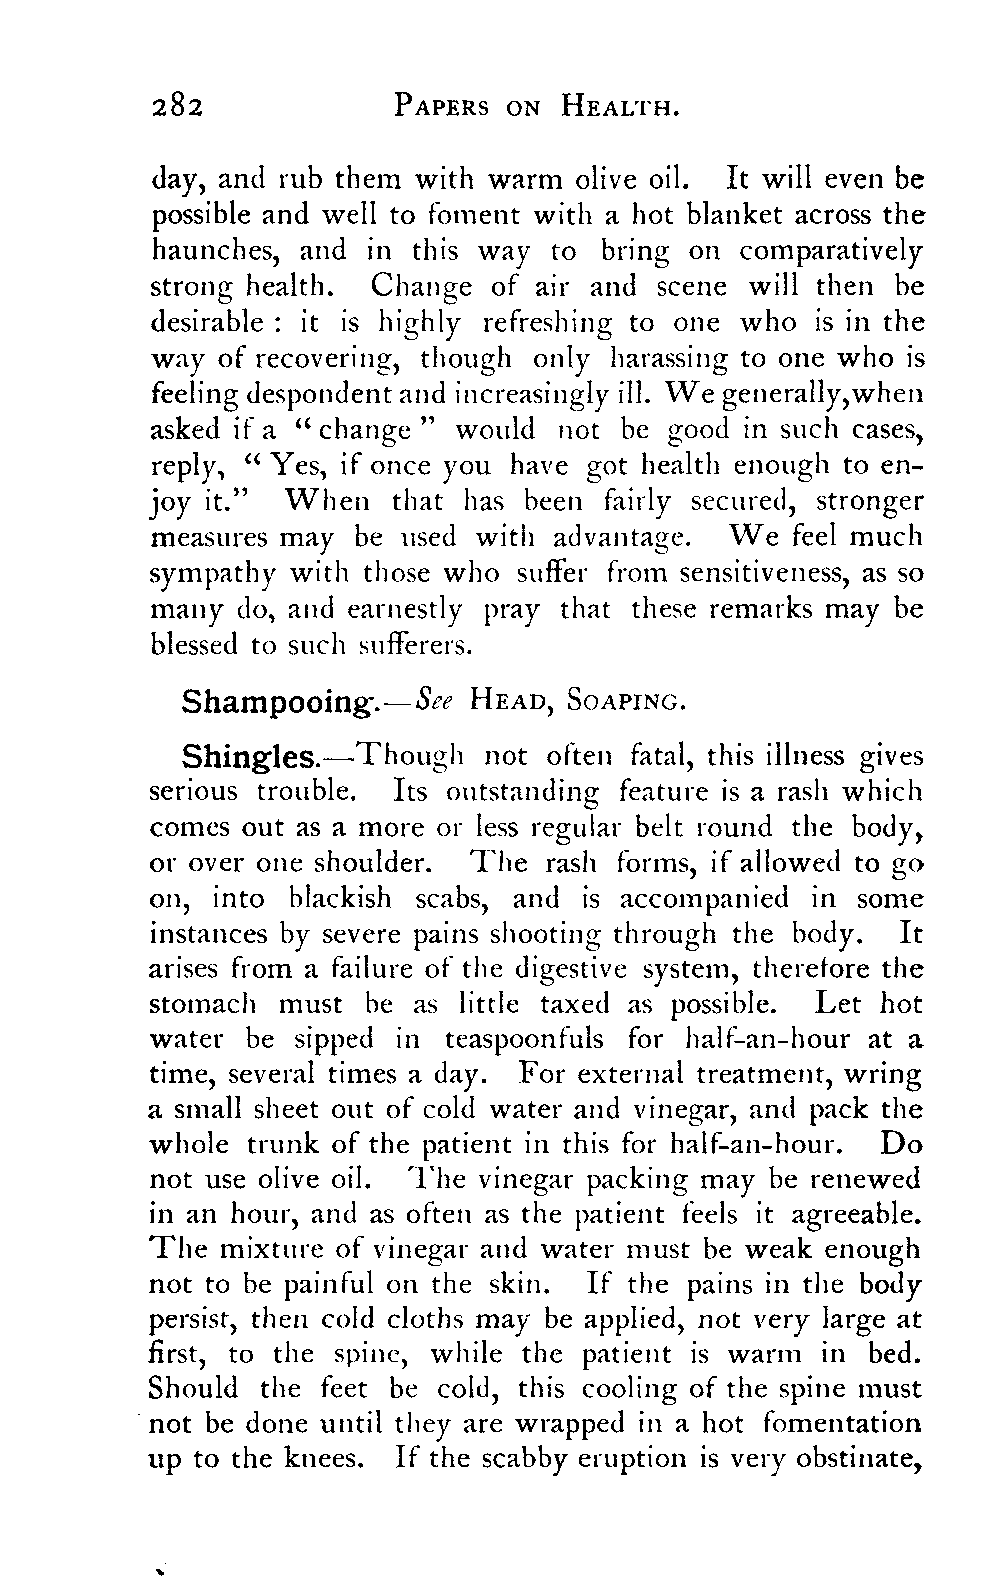 282 PAPERS ON HEALTH.
day, and rub them with warm olive oil. It will even be
possible and well to foment with a hot blanket across the
haunches, and in this way to bring on comparatively
strong health. Change of air and scene will then be
desirable : it is highly refreshing to one who is in the
way of recovering, though only harassing to one who is
feeling despondent and increasingly ill. We generally,when
asked if a “ change ” would not be good in such cases,
reply, “ Yes, if once you have got health enough to en-
joy it.” When that has been fairly secured, stronger
measures may be used with advantage. We feel much
sympathy with those who suffer from sensitiveness, as so
many do, and earnestly pray that these remarks may be
blessed to such sufferers.
Shampooing.—See HEAD, SOAPING.
Shingles.—Though not often fatal, this illness gives
serious trouble. Its outstanding feature is a rash which
comes out as a more or less regular belt round the body,
or over one shoulder. The rash forms, if allowed to go
on, into blackish scabs, and is accompanied in some
instances by severe pains shooting through the body. It
arises from a failure of the digestive system, therefore the
stomach must be as little taxed as possible. Let hot
water be sipped in teaspoonfuls for half-an-hour at a
time, several times a day. For external treatment, wring
a small sheet out of cold water and vinegar, and pack the
whole trunk of the patient in this for half-an-hour. Do
not use olive oil. The vinegar packing may be renewed
in an hour, and as often as the patient feels it agreeable.
The mixture of vinegar and water must be weak enough
not to be painful on the skin. If the pains in the body
persist, then cold cloths may be applied, not very large at
first, to the spine, while the patient is warm in bed.
Should the feet be cold, this cooling of the spine must
not be done until they are wrapped in a hot fomentation
up to the knees. If the scabby eruption is very obstinate,